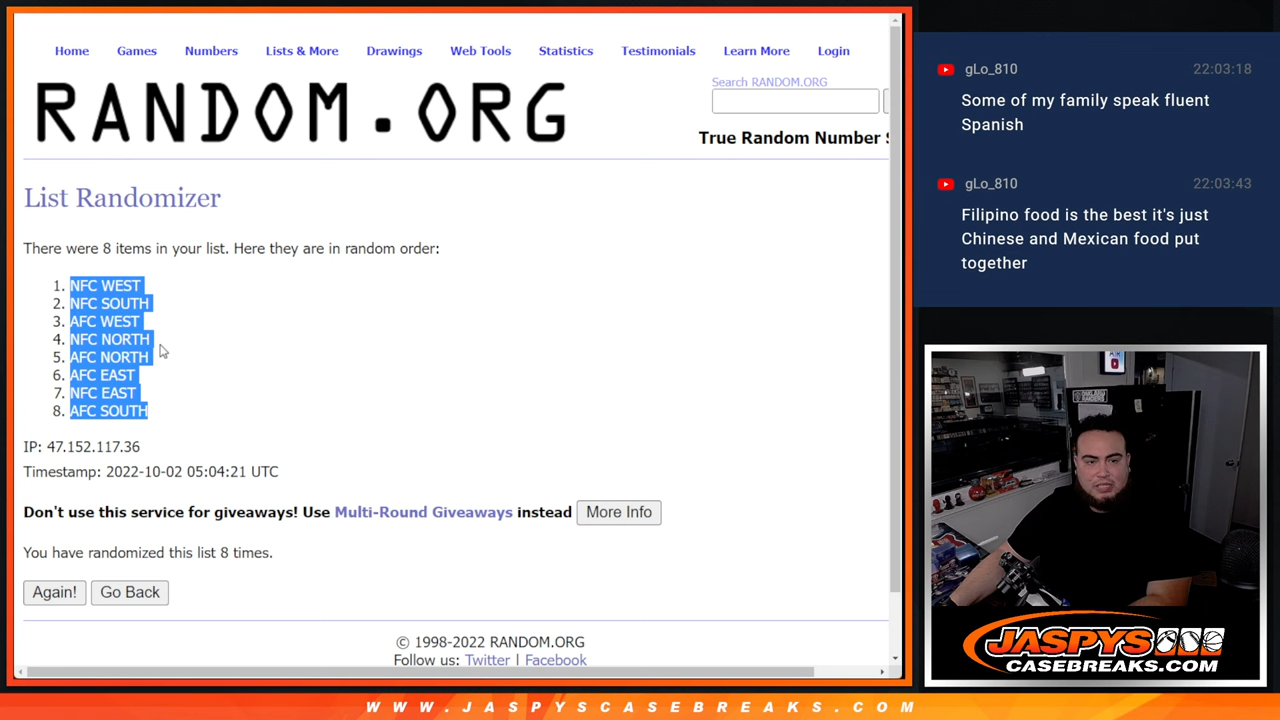 Home Games Numbers Lists & More Drawings Web Tools Statistics Testimonials Learn More Login
RANDOM.ORG
Search RANDOM.ORG
True Random Number S
List Randomizer
There were 8 items in your list. Here they are in random order:
1. NFC WEST
2. NFC SOUTH
3. AFC WEST
4. NFC NORTH
5. AFC NORTH
6. AFC EAST
7. NFC EAST
8. AFC SOUTH
IP: 47.152.117.36
Timestamp: 2022-10-02 05:04:21 UTC
Don't use this service for giveaways! Use Multi-Round Giveaways instead More Info
You have randomized this list 8 times.
Again! Go Back
© 1998-2022 RANDOM.ORG
Follow us: Twitter | Facebook
gLo_810 22:03:18
Some of my family speak fluent
Spanish
gLo_810 22:03:43
Filipino food is the best it's just
Chinese and Mexican food put
together
JASPYS
CASEBREAKS.COM
WWW.JASPYSCASEBREAKS.COM